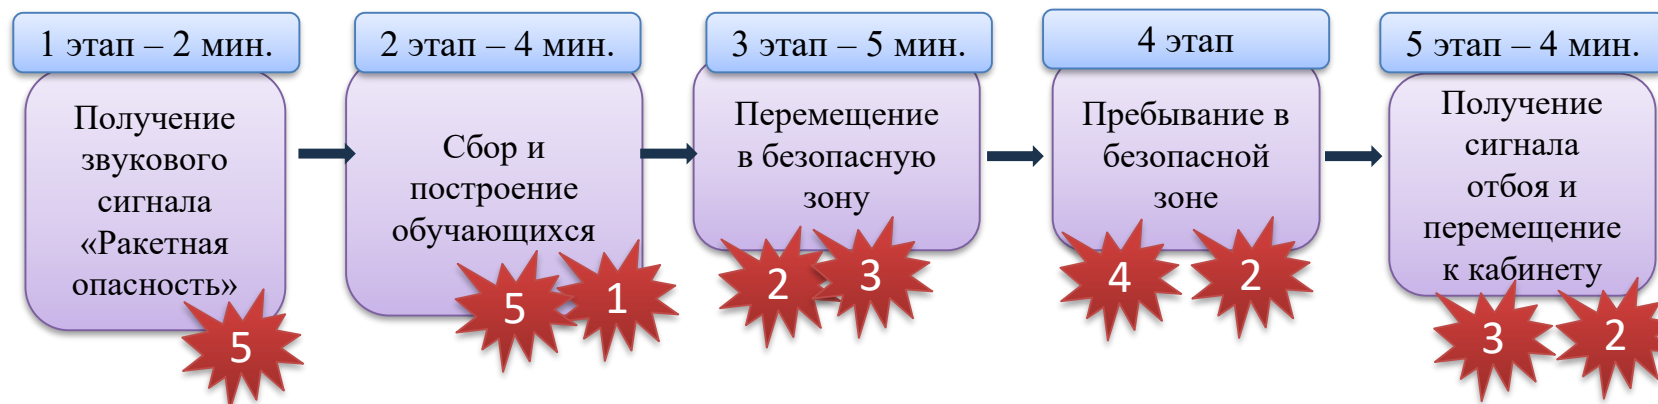 1 этап – 2 мин.
Получение
звукового
сигнала
«Ракетная
опасность»
5
2 этап – 4 мин.
Сбор и
построение
обучающихся
5
1
3 этап – 5 мин.
Перемещение
в безопасную
зону
2
3
4 этап
Пребывание в
безопасной
зоне
4
2
5 этап – 4 мин.
Получение
сигнала
отбоя и
перемещение
к кабинету
3
2